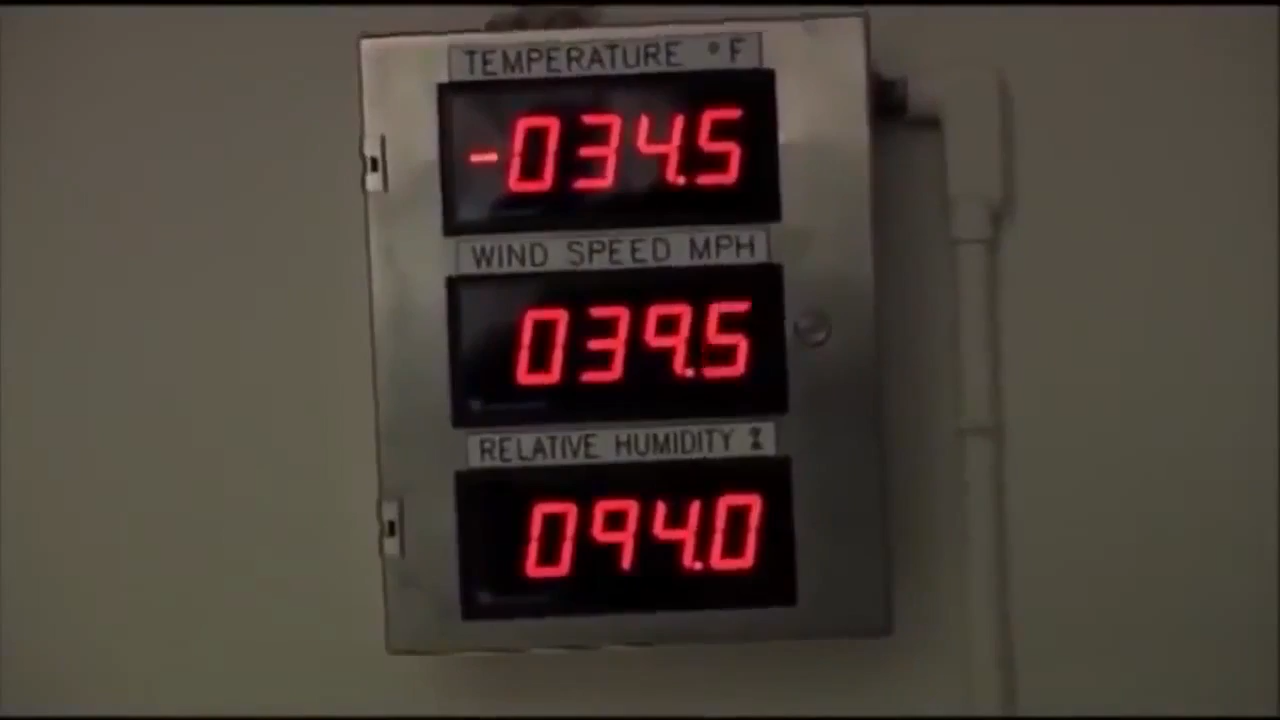 TEMPERATURE °F
-034.5
WIND SPEED MPH
039.5
RELATIVE HUMIDITY %
094.0